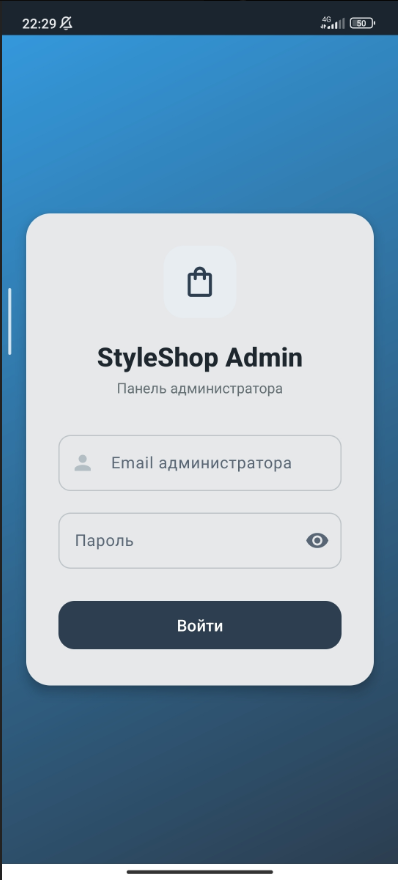 22:29
4G
50
StyleShop Admin
Панель администратора
Email администратора
Пароль
Войти